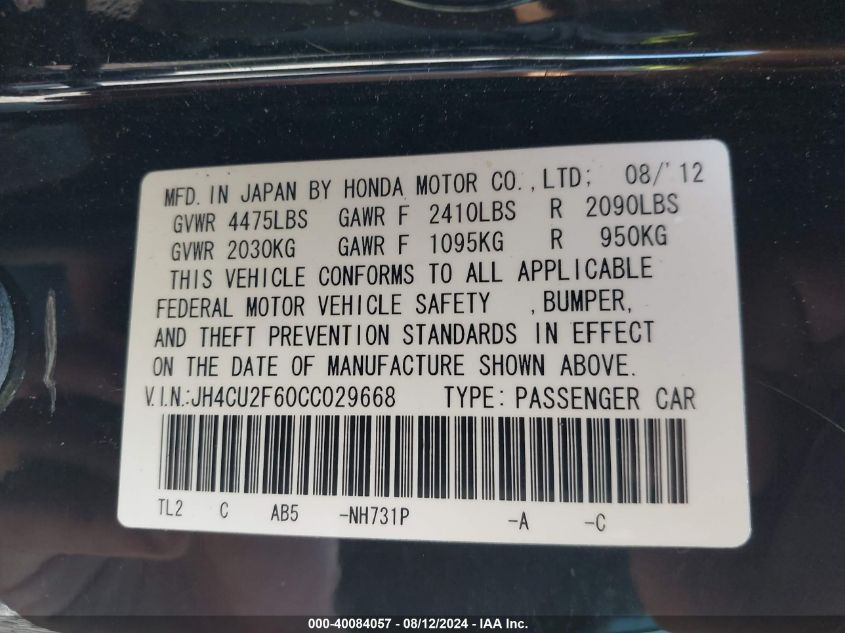 MFD. IN JAPAN BY HONDA MOTOR CO., LTD; 08/'12
GVWR 4475LBS GAWR F 2410LBS R 2090LBS
GVWR 2030KG GAWR F 1095KG R 950KG
THIS VEHICLE CONFORMS TO ALL APPLICABLE
FEDERAL MOTOR VEHICLE SAFETY , BUMPER,
AND THEFT PREVENTION STANDARDS IN EFFECT
ON THE DATE OF MANUFACTURE SHOWN ABOVE.
V.I.N.:JH4CU2F60CC029668 TYPE: PASSENGER CAR
TL2 C AB5 -NH731P -A -C
000-40084057 - 08/12/2024 - IAA Inc.